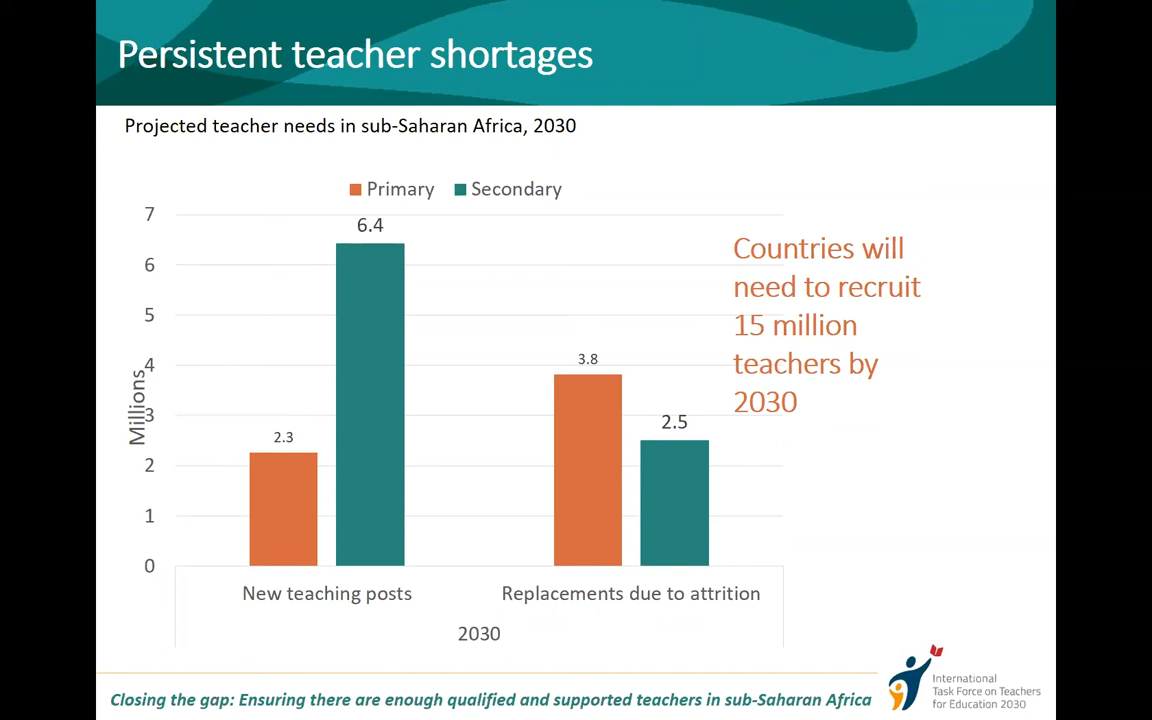 Persistent teacher shortages
Projected teacher needs in sub-Saharan Africa, 2030
Primary Secondary
7
6
5
4
3
2
1
0
Millions
6.4
2.3
3.8
2.5
New teaching posts
Replacements due to attrition
2030
Countries will
need to recruit
15 million
teachers by
2030
Closing the gap: Ensuring there are enough qualified and supported teachers in sub-Saharan Africa
International
Task Force on Teachers
for Education 2030